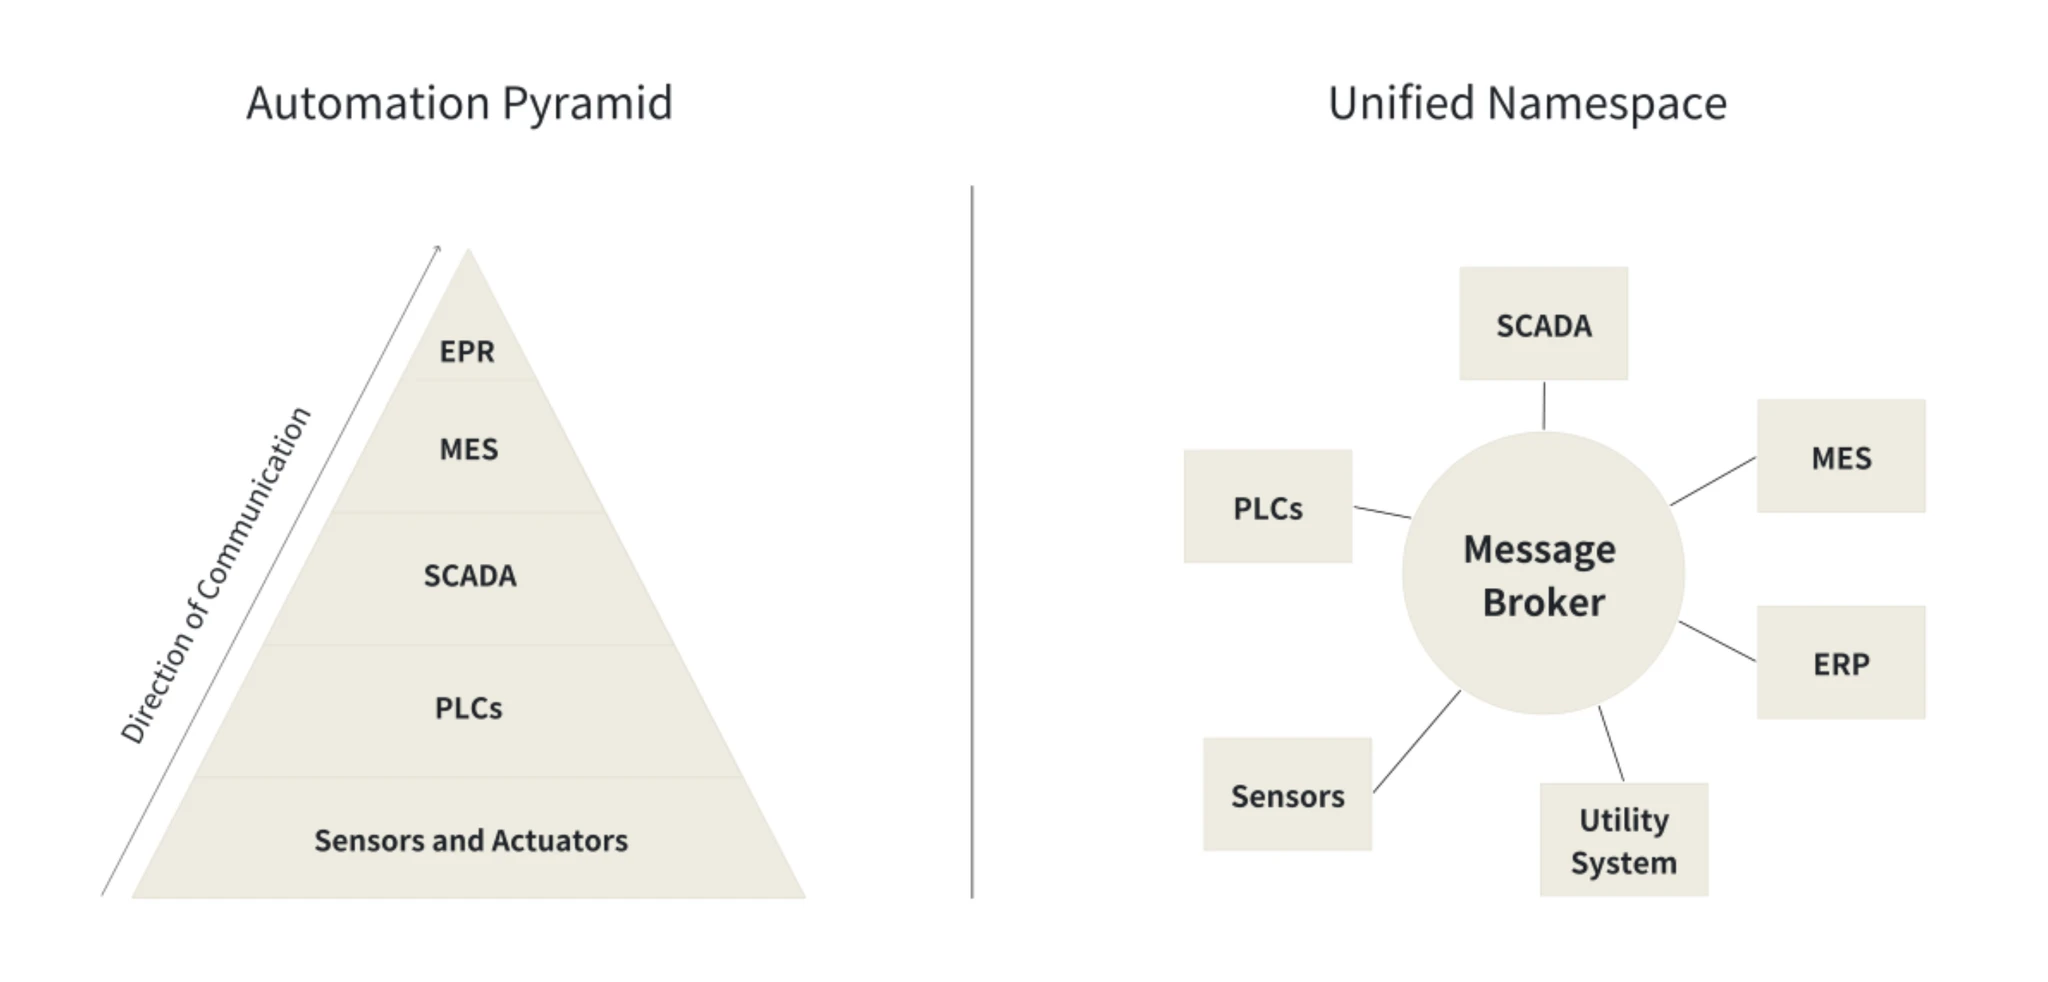 Automation Pyramid
Direction of Communication
EPR
MES
SCADA
PLCs
Sensors and Actuators
Unified Namespace
SCADA
MES
PLCs
Message
Broker
ERP
Sensors
Utility
System